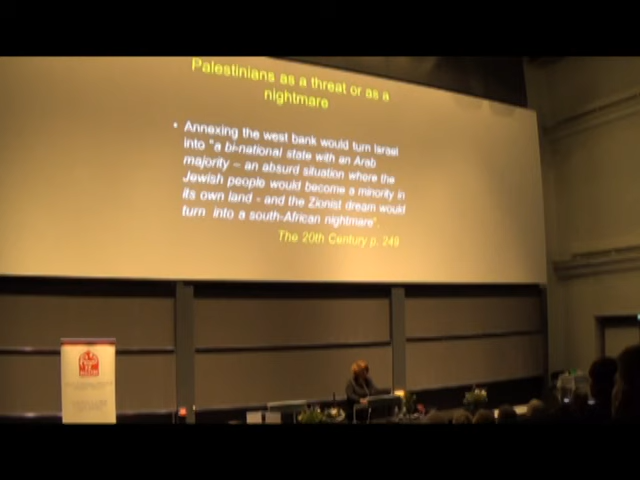 Palestinians as a threat or as a
nightmare
• Annexing the west bank would turn Israel
into "a bi-national state with an Arab
majority – an absurd situation where the
Jewish people would become a minority in
its own land - and the Zionist dream would
turn into a south-African nightmare".
The 20th Century p. 249